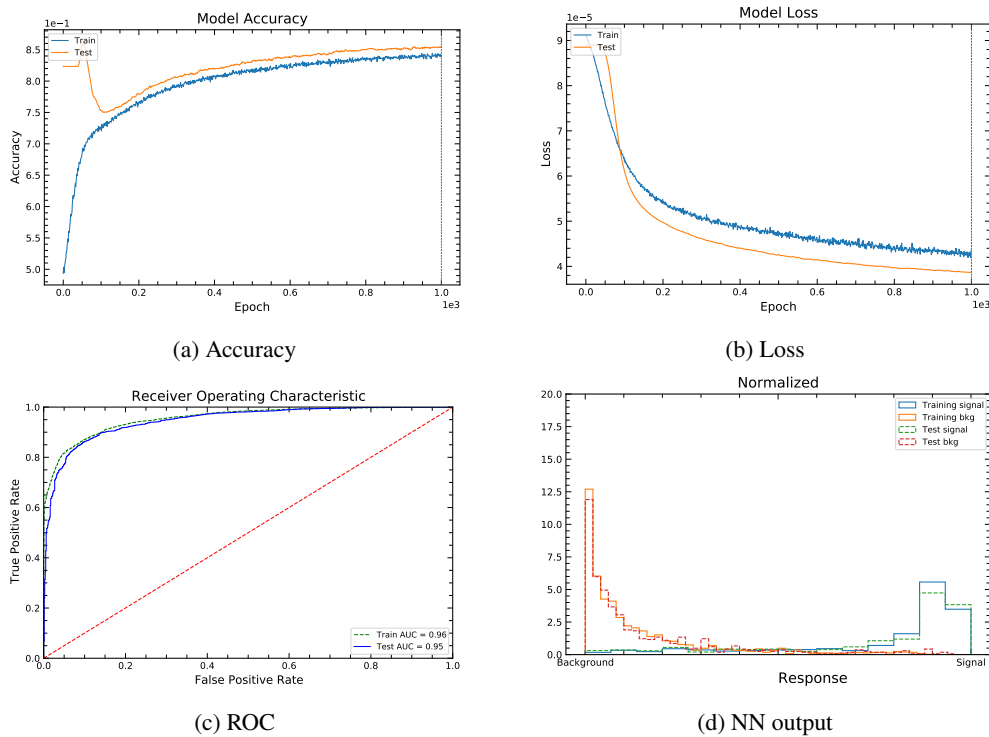 Model Accuracy
1e−1
Train
Test
8.5
8.0
7.5
7.0
6.5
6.0
5.5
5.0
Accuracy
0.0 0.2 0.4 0.6 0.8 1.0
1e3
Epoch
(a) Accuracy
Model Loss
1e−5
Train
Test
9
8
7
6
5
4
Loss
0.0 0.2 0.4 0.6 0.8 1.0
1e3
Epoch
(b) Loss
Receiver Operating Characteristic
1.0
0.8
0.6
0.4
0.2
0.0
True Positive Rate
Train AUC = 0.96
Test AUC = 0.95
0.0 0.2 0.4 0.6 0.8 1.0
False Positive Rate
(c) ROC
Normalized
20.0
17.5
15.0
12.5
10.0
7.5
5.0
2.5
0.0
Training signal
Training bkg
Test signal
Test bkg
Background Signal
Response
(d) NN output